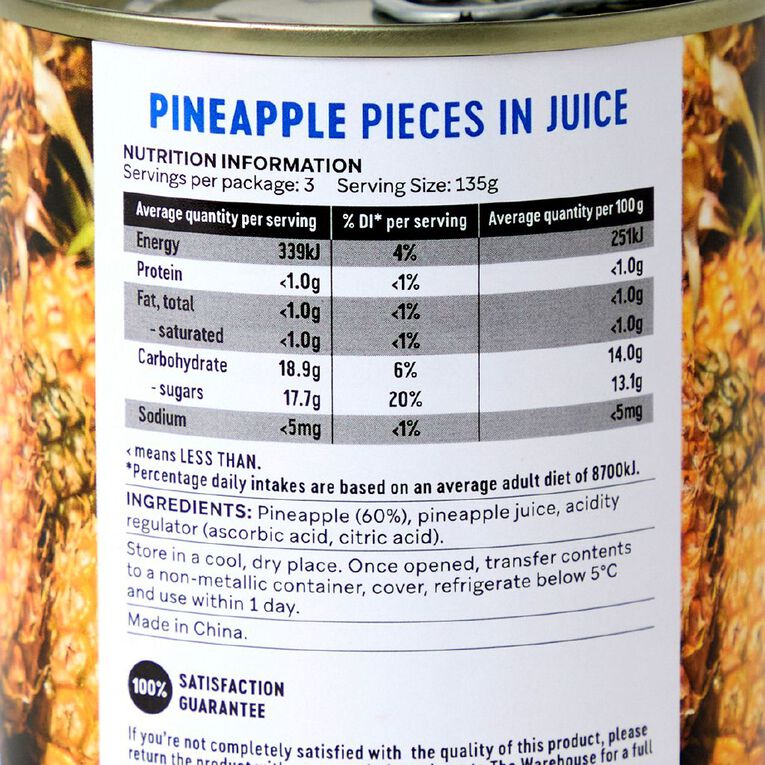 PINEAPPLE PIECES IN JUICE
NUTRITION INFORMATION
Servings per package: 3 Serving Size: 135g
Average quantity per serving % DI* per serving Average quantity per 100 g
Energy 339kJ 4% 251kJ
Protein <1.0g <1% <1.0g
Fat, total <1.0g <1% <1.0g
- saturated <1.0g <1% <1.0g
Carbohydrate 18.9g 6% 14.0g
- sugars 17.7g 20% 13.1g
Sodium <5mg <1% <5mg
< means LESS THAN.
*Percentage daily intakes are based on an average adult diet of 8700kJ.
INGREDIENTS: Pineapple (60%), pineapple juice, acidity
regulator (ascorbic acid, citric acid).
Store in a cool, dry place. Once opened, transfer contents
to a non-metallic container, cover, refrigerate below 5°C
and use within 1 day.
Made in China.
100% SATISFACTION
GUARANTEE
If you're not completely satisfied with the quality of this product, please
return the product The Warehouse for a full